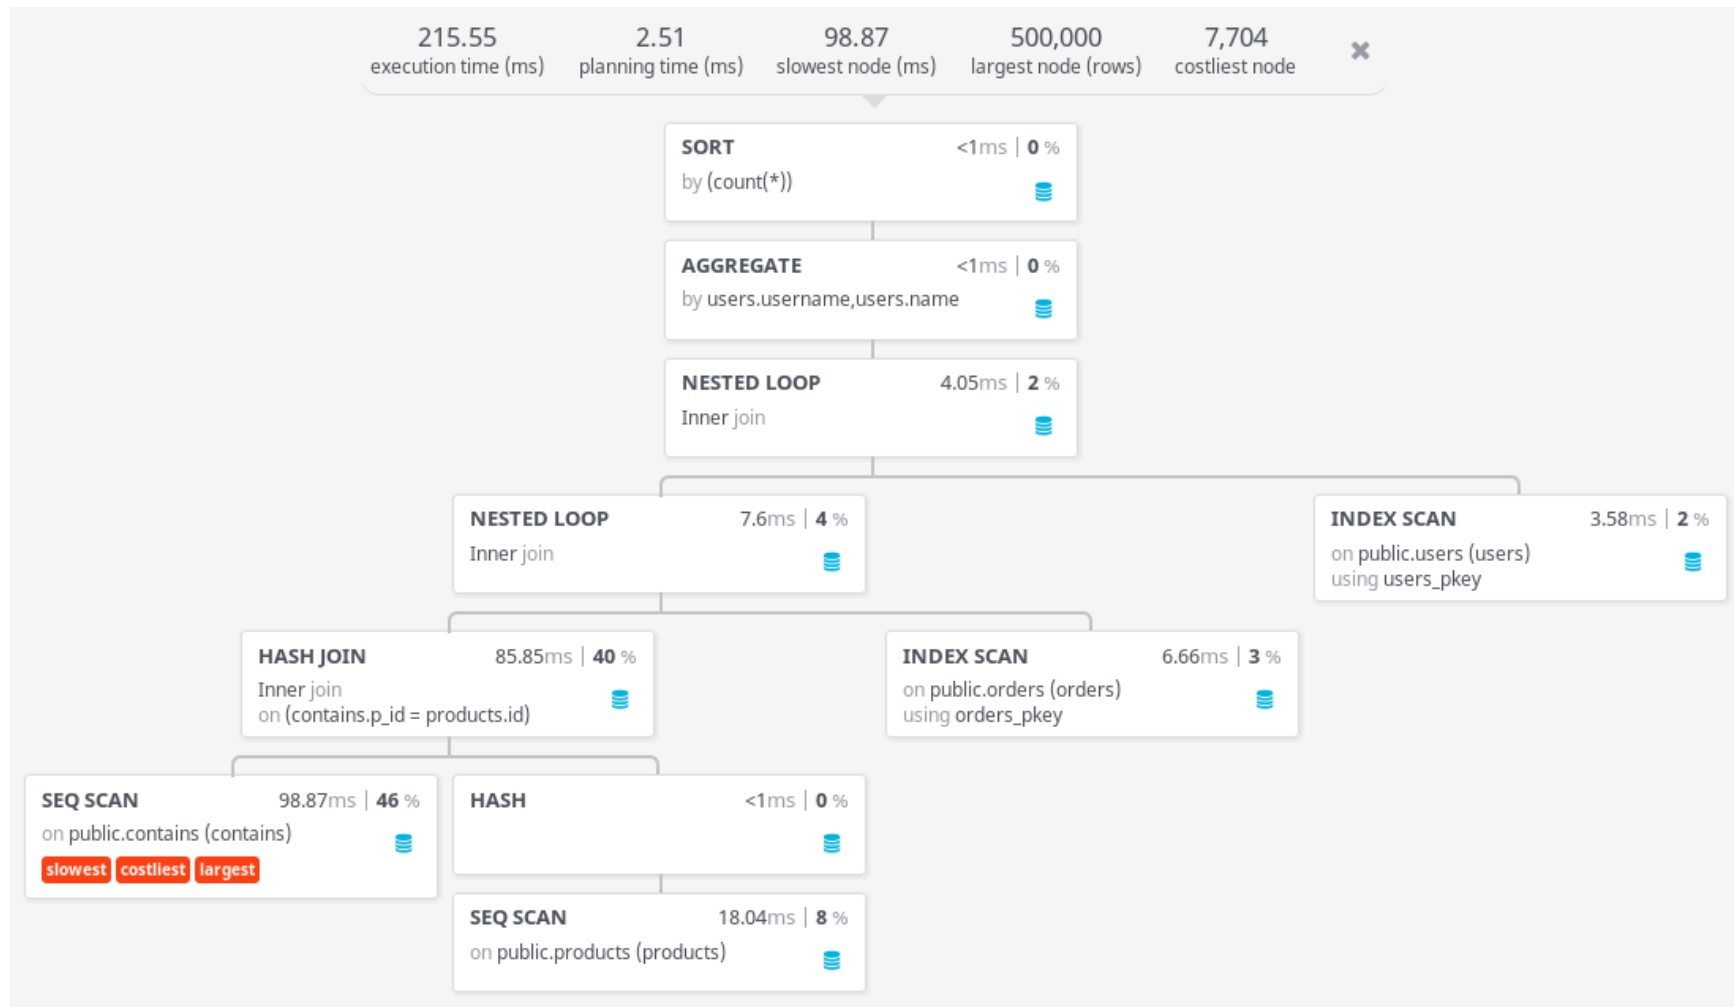 215.55 2.51 98.87 500,000 7,704
execution time (ms) planning time (ms) slowest node (ms) largest node (rows) costliest node
SORT <1ms | 0 %
by (count(*))
AGGREGATE <1ms | 0 %
by users.username,users.name
NESTED LOOP 4.05ms | 2 %
Inner join
NESTED LOOP 7.6ms | 4 %
Inner join
INDEX SCAN 3.58ms | 2 %
on public.users (users)
using users_pkey
HASH JOIN 85.85ms | 40 %
Inner join
on (contains.p_id = products.id)
INDEX SCAN 6.66ms | 3 %
on public.orders (orders)
using orders_pkey
SEQ SCAN 98.87ms | 46 %
on public.contains (contains)
slowest costliest largest
HASH <1ms | 0 %
SEQ SCAN 18.04ms | 8 %
on public.products (products)